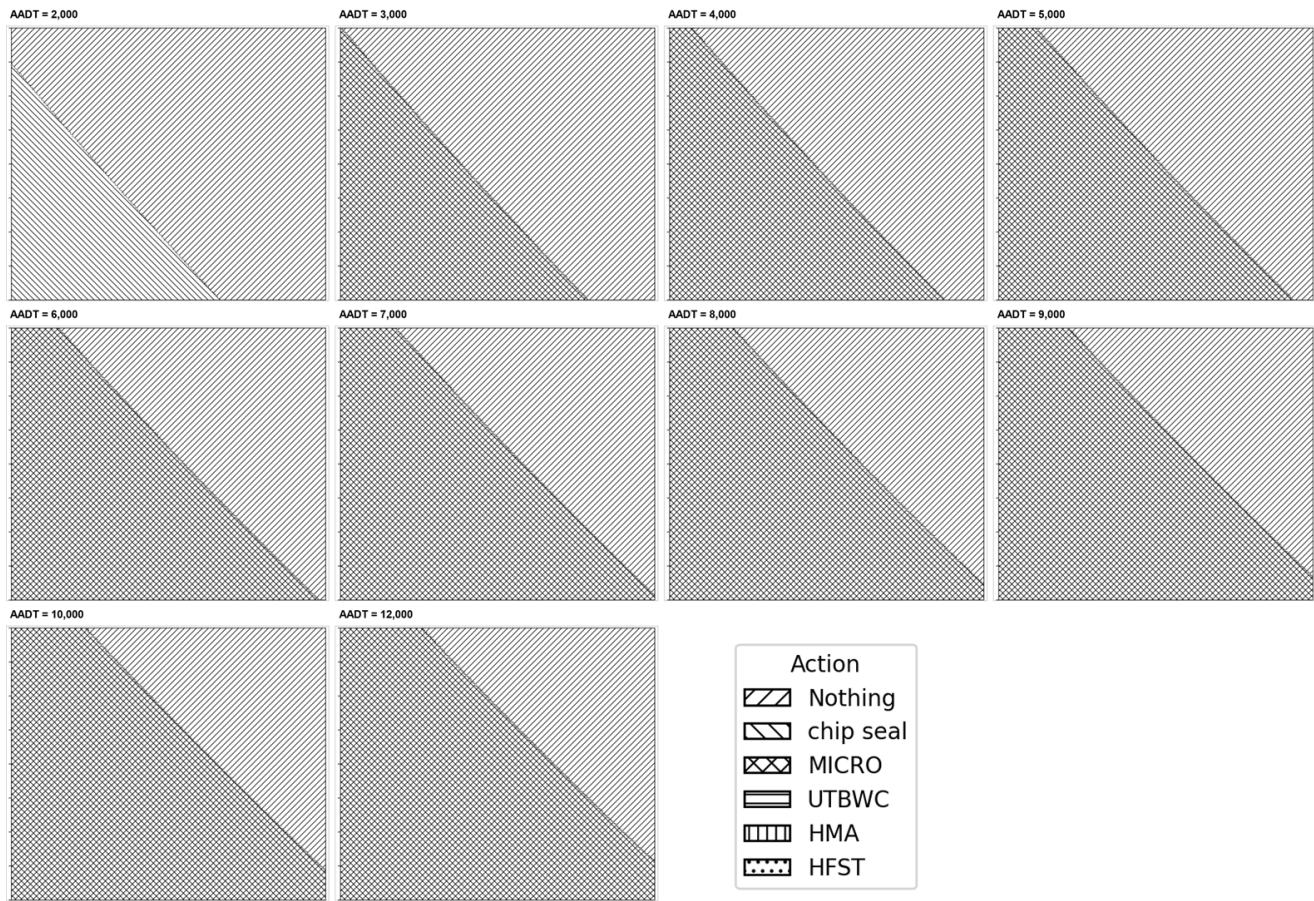 AADT = 2,000
AADT = 3,000
AADT = 4,000
AADT = 5,000
AADT = 6,000
AADT = 7,000
AADT = 8,000
AADT = 9,000
AADT = 10,000
AADT = 12,000
Action
Nothing
chip seal
MICRO
UTBWC
HMA
HFST